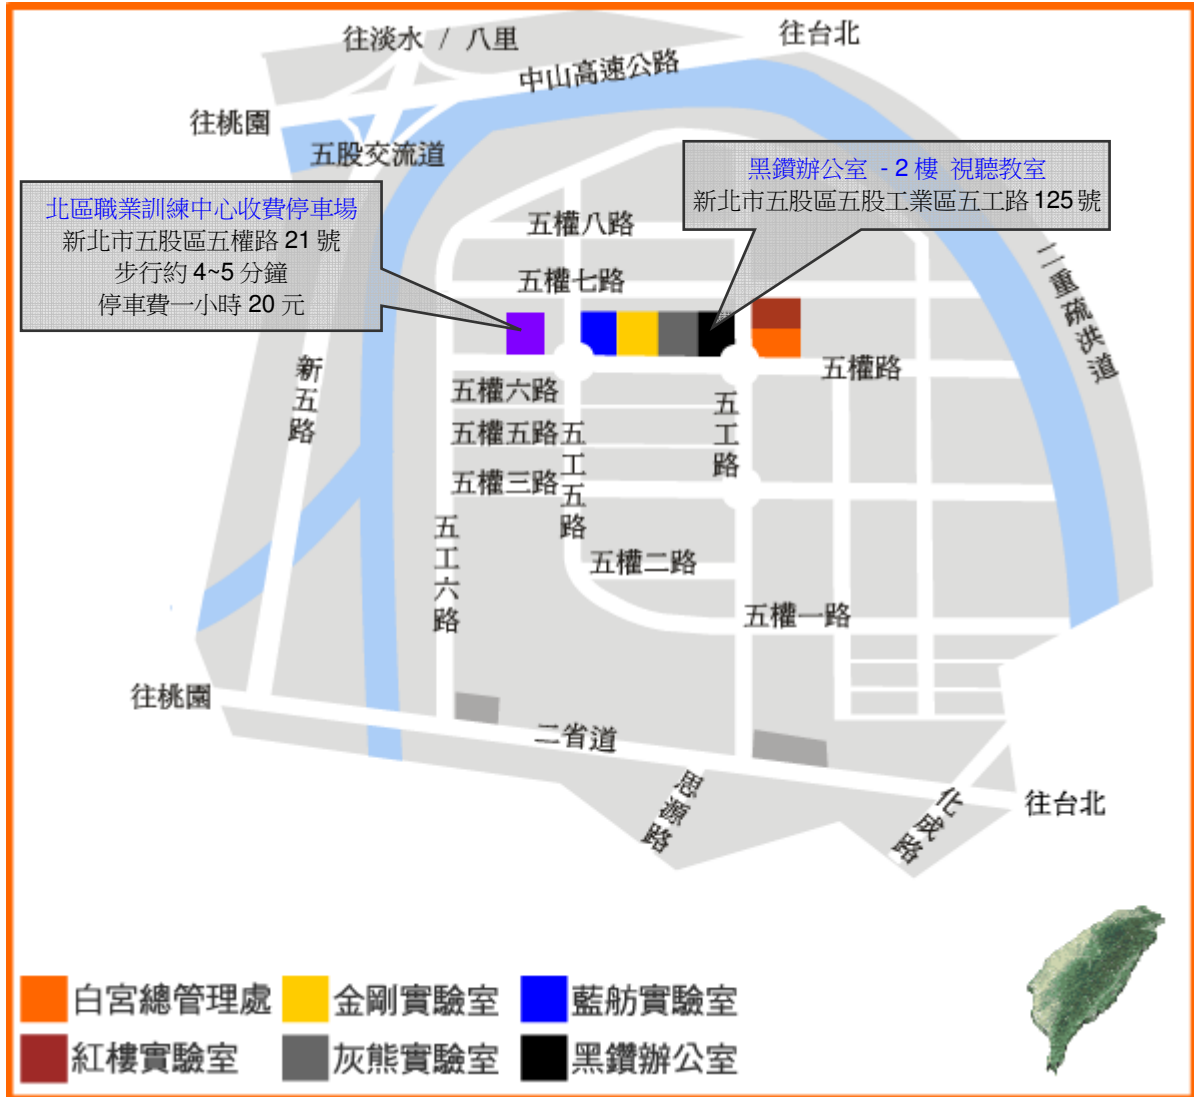 往淡水 / 八里
往台北
中山高速公路
往桃園
五股交流道
黑鑽辦公室 - 2 樓 視聽教室
新北市五股區五股工業區五工路 125 號
北區職業訓練中心收費停車場
新北市五股區五權路 21 號
步行約 4~5 分鐘
停車費一小時 20 元
五權八路
五權七路
二重疏洪道
新五路
五權路
五權六路
五工路
五權五路
五工五路
五權三路
五工六路
五權二路
五權一路
往桃園
二省道
思源路
化成路
往台北
白宮總管理處
金剛實驗室
藍舫實驗室
紅樓實驗室
灰熊實驗室
黑鑽辦公室